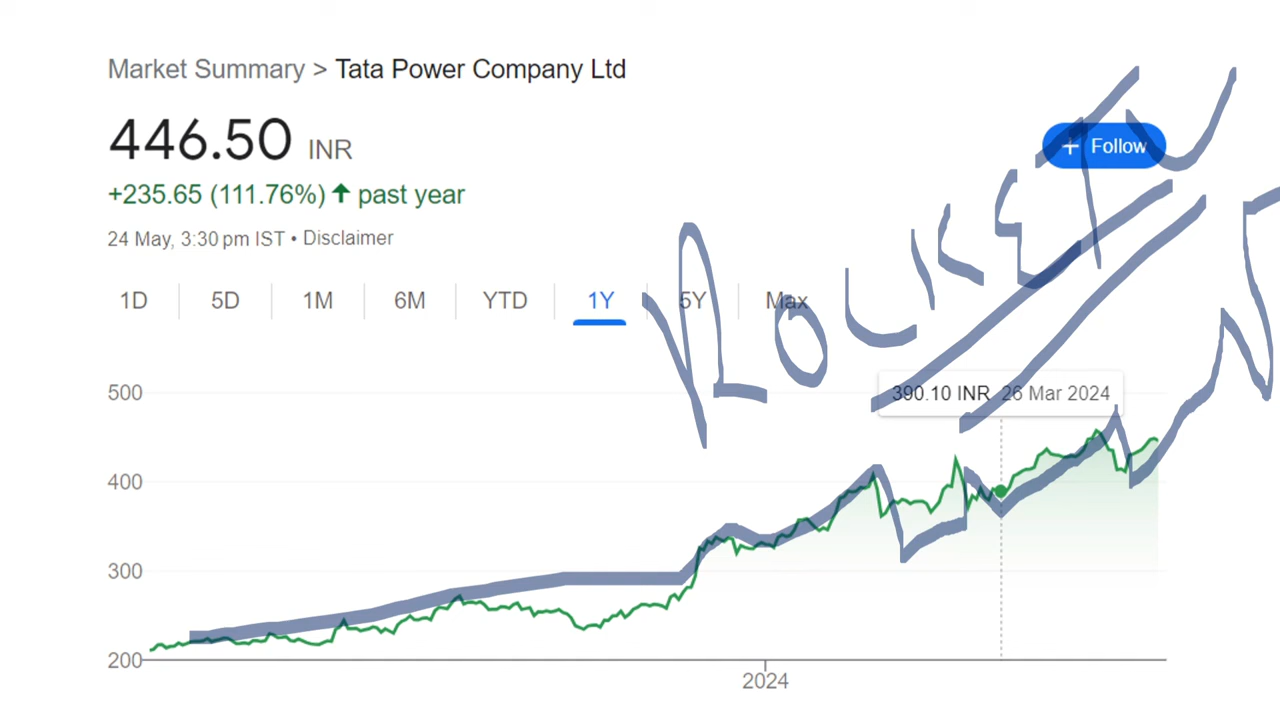 Market Summary > Tata Power Company Ltd
446.50 INR
+ Follow
+235.65 (111.76%) ↑ past year
24 May, 3:30 pm IST • Disclaimer
1D 5D 1M 6M YTD 1Y 5Y Max
ROCKET
390.10 INR 26 Mar 2024
500
400
300
200
2024